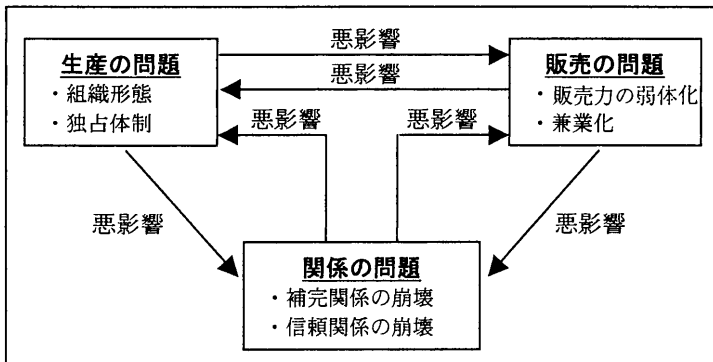 悪影響
生産の問題
・組織形態
・独占体制
悪影響
販売の問題
・販売力の弱体化
・兼業化
悪影響
悪影響
悪影響
悪影響
関係の問題
・補完関係の崩壊
・信頼関係の崩壊